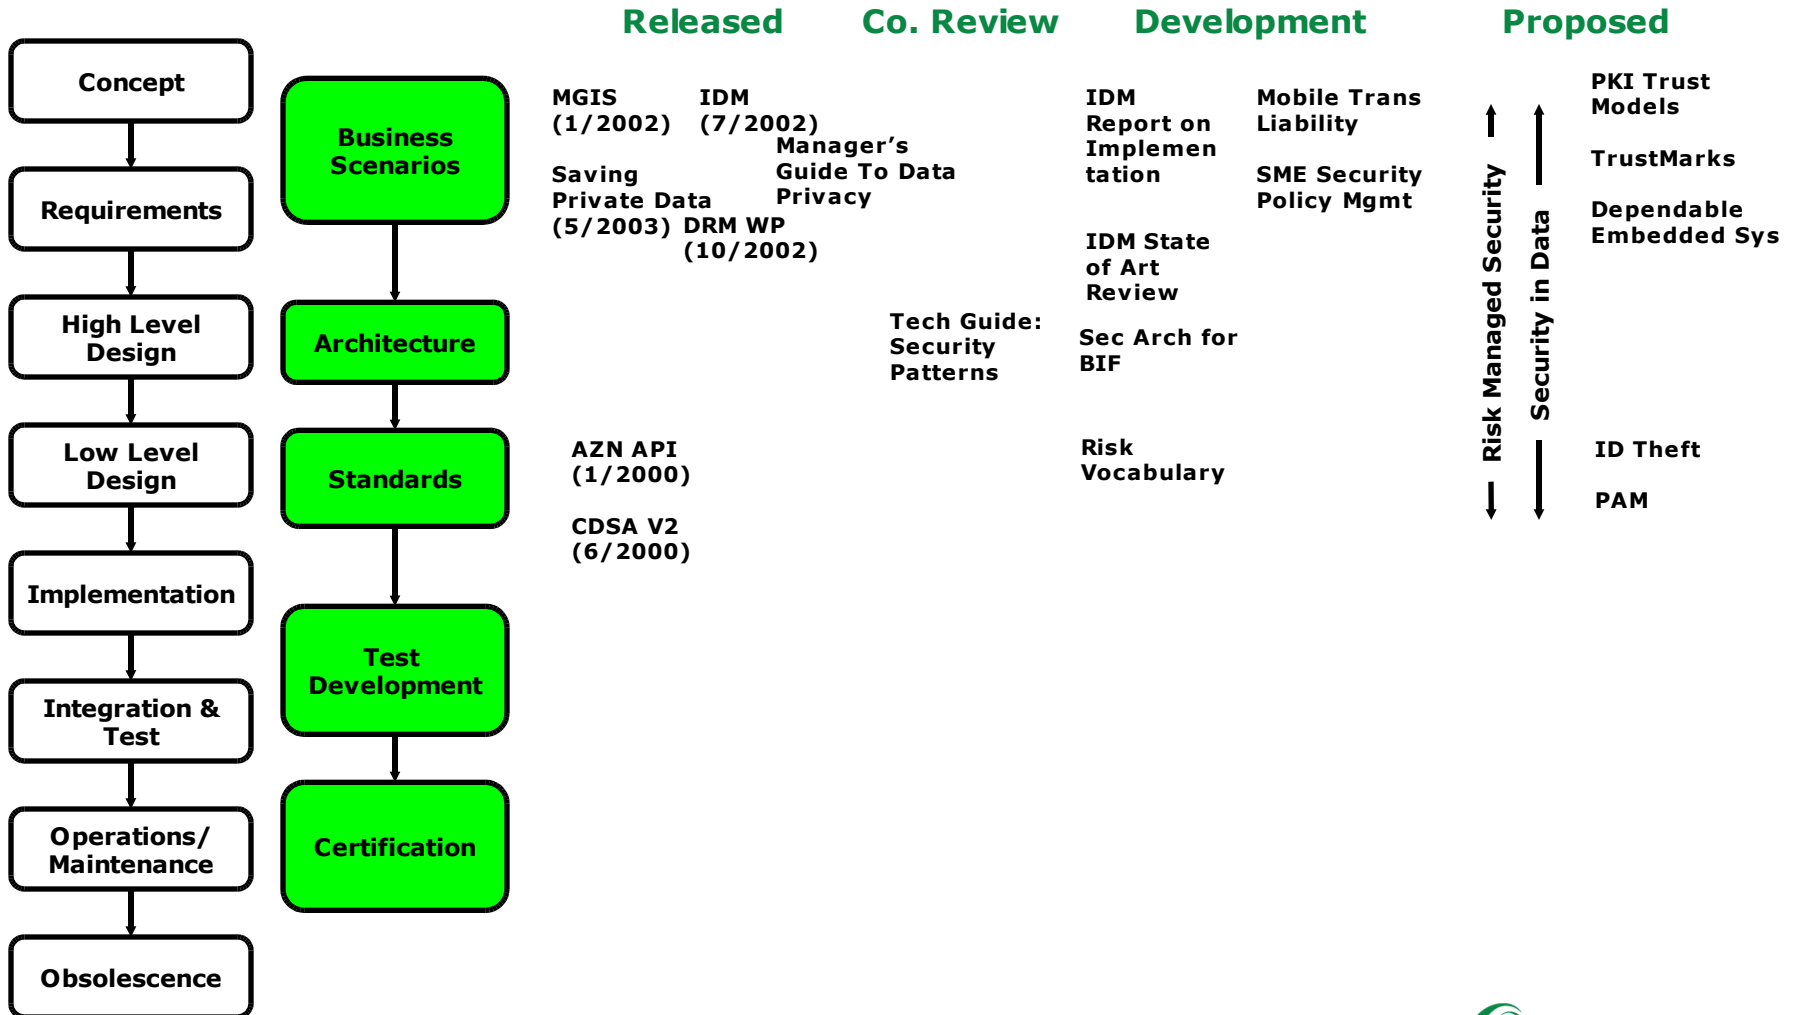 Released
Co. Review
Development
Proposed
Concept
Requirements
High Level
Design
Low Level
Design
Implementation
Integration &
Test
Operations/
Maintenance
Obsolescence
Business
Scenarios
Architecture
Standards
Test
Development
Certification
MGIS
(1/2002)
IDM
(7/2002)
Saving
Private Data
(5/2003)
DRM WP
(10/2002)
Manager’s
Guide To Data
Privacy
AZN API
(1/2000)
CDSA V2
(6/2000)
Tech Guide:
Security
Patterns
IDM
Report on
Implemen
tation
IDM State
of Art
Review
Sec Arch for
BIF
Risk
Vocabulary
Mobile Trans
Liability
SME Security
Policy Mgmt
Risk Managed Security
Security in Data
PKI Trust
Models
TrustMarks
Dependable
Embedded Sys
ID Theft
PAM